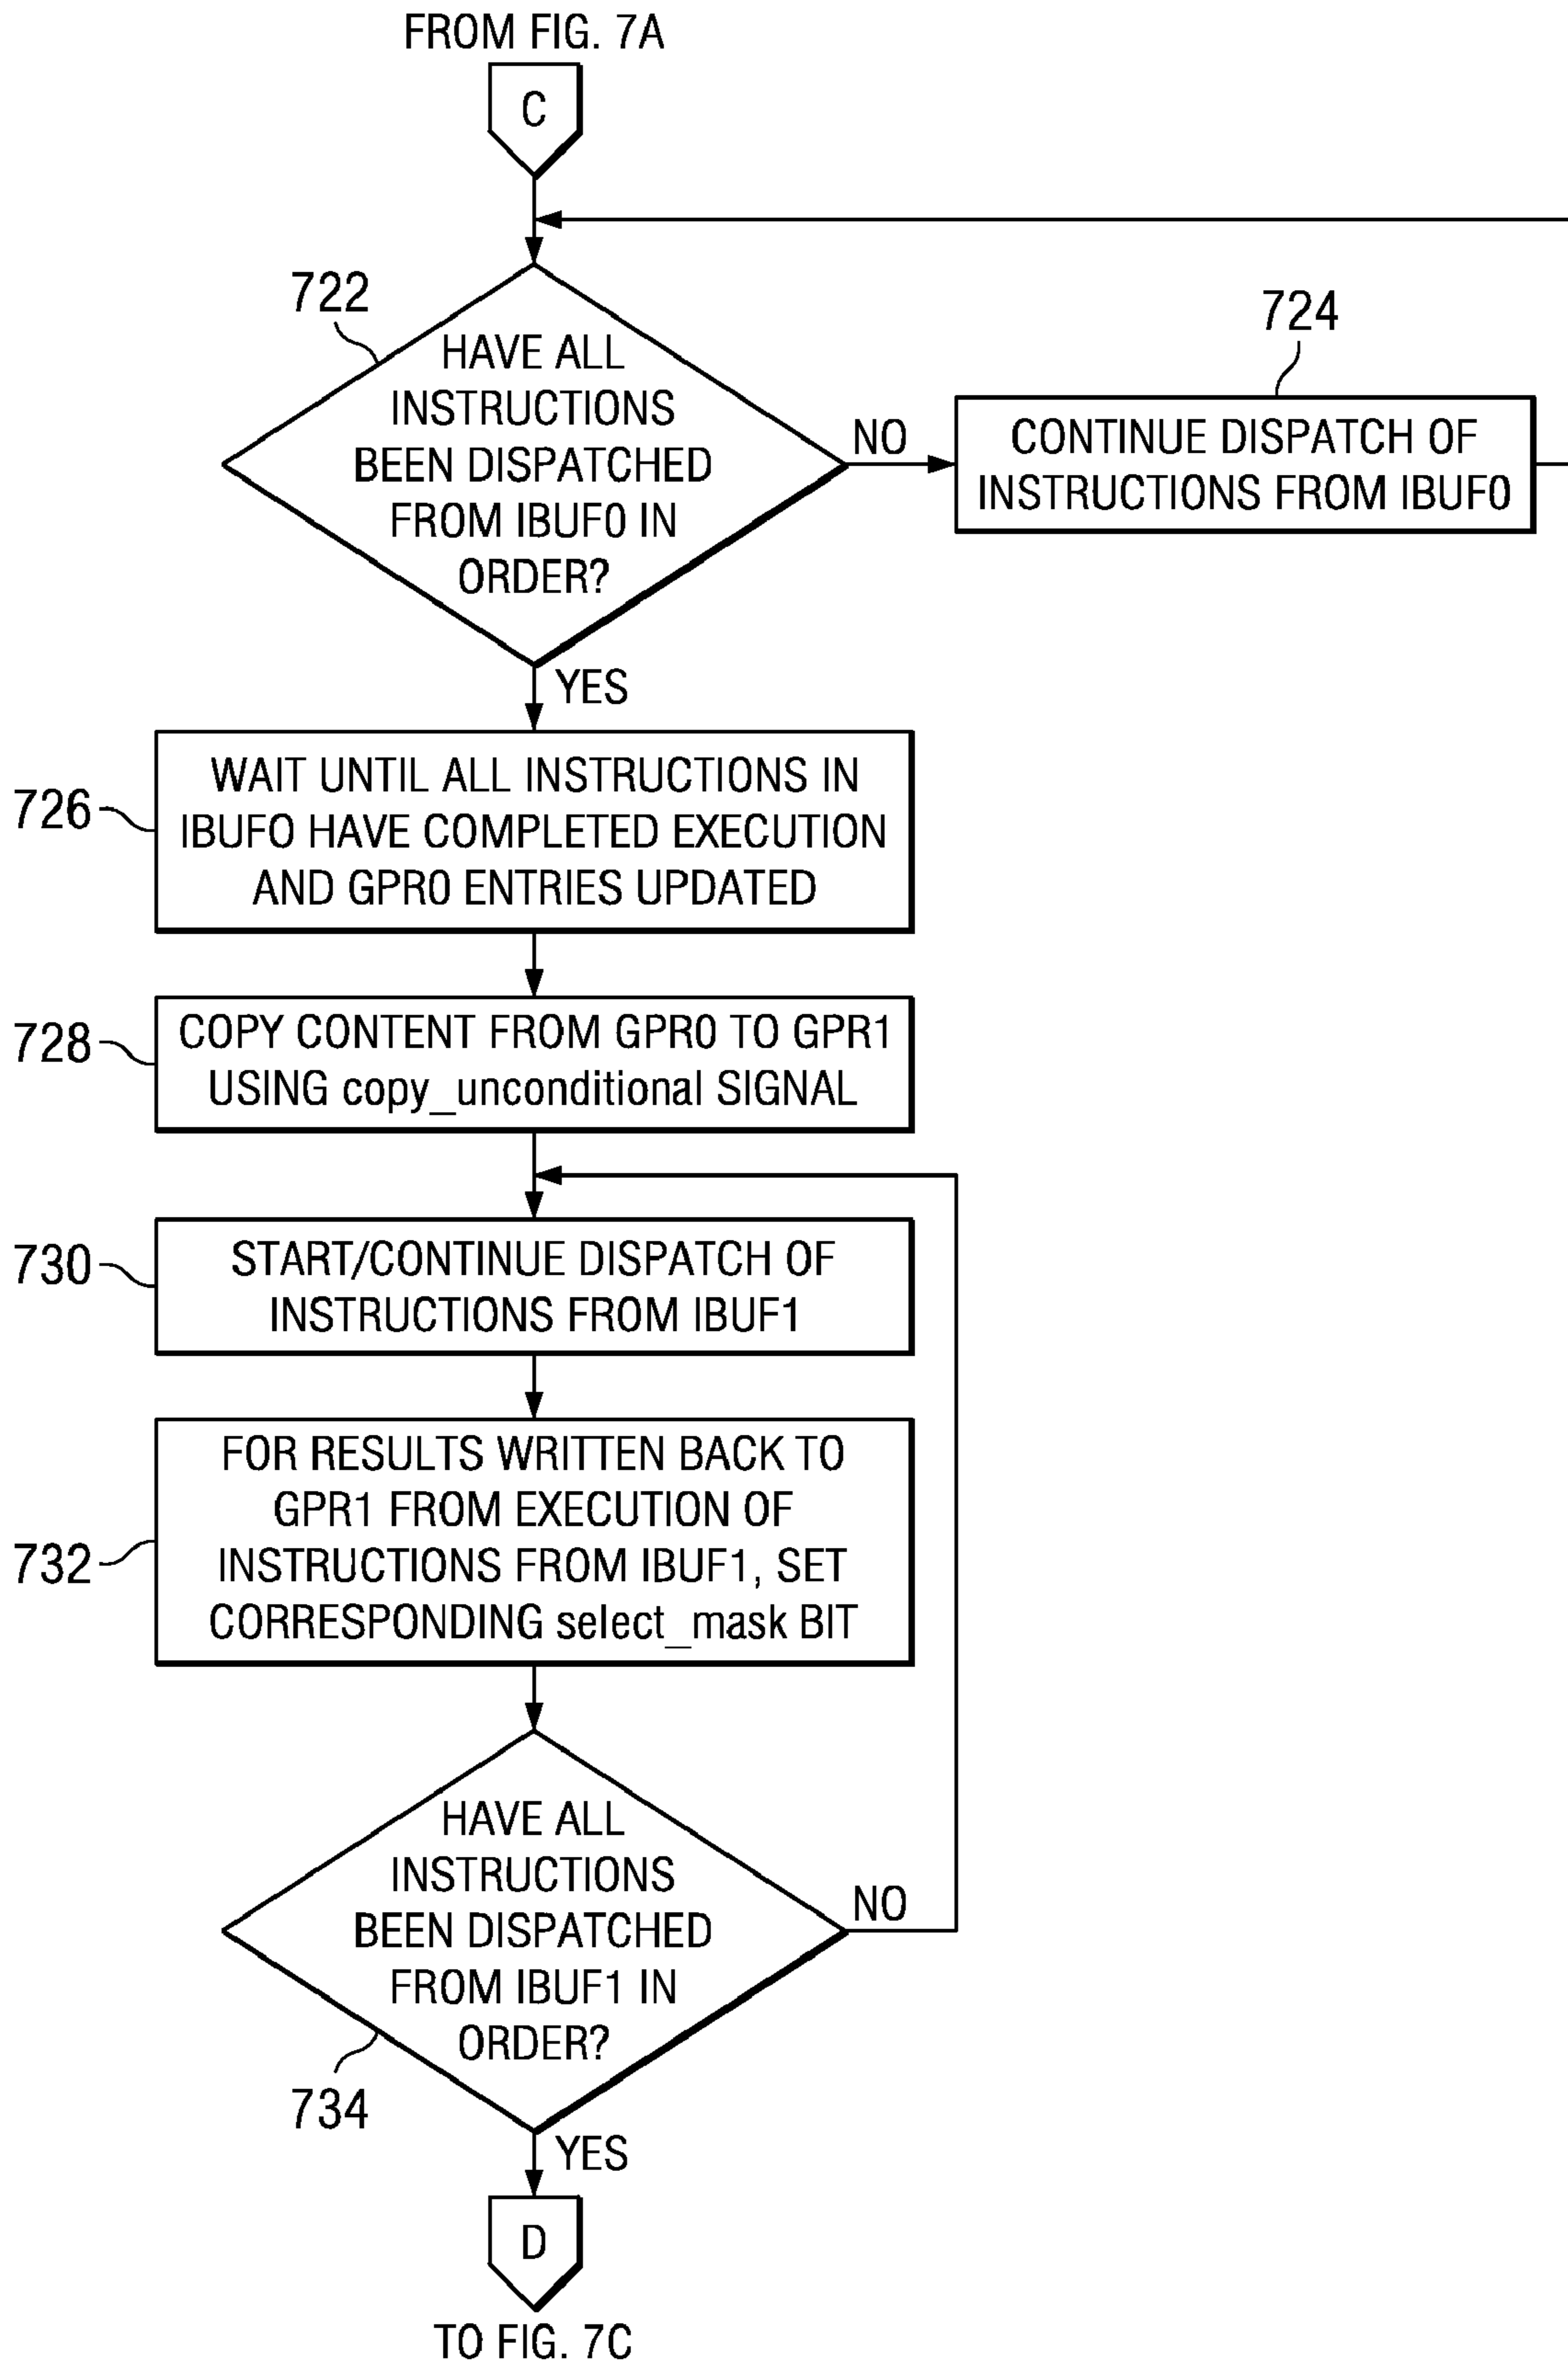 FROM FIG. 7A
C
722
HAVE ALL
INSTRUCTIONS
BEEN DISPATCHED
FROM IBUF0 IN
ORDER?
NO
724
CONTINUE DISPATCH OF
INSTRUCTIONS FROM IBUF0
YES
726
WAIT UNTIL ALL INSTRUCTIONS IN
IBUFO HAVE COMPLETED EXECUTION
AND GPR0 ENTRIES UPDATED
728
COPY CONTENT FROM GPR0 TO GPR1
USING copy_unconditional SIGNAL
730
START/CONTINUE DISPATCH OF
INSTRUCTIONS FROM IBUF1
732
FOR RESULTS WRITTEN BACK TO
GPR1 FROM EXECUTION OF
INSTRUCTIONS FROM IBUF1, SET
CORRESPONDING select_mask BIT
HAVE ALL
INSTRUCTIONS
BEEN DISPATCHED
FROM IBUF1 IN
ORDER?
NO
734
YES
D
TO FIG. 7C